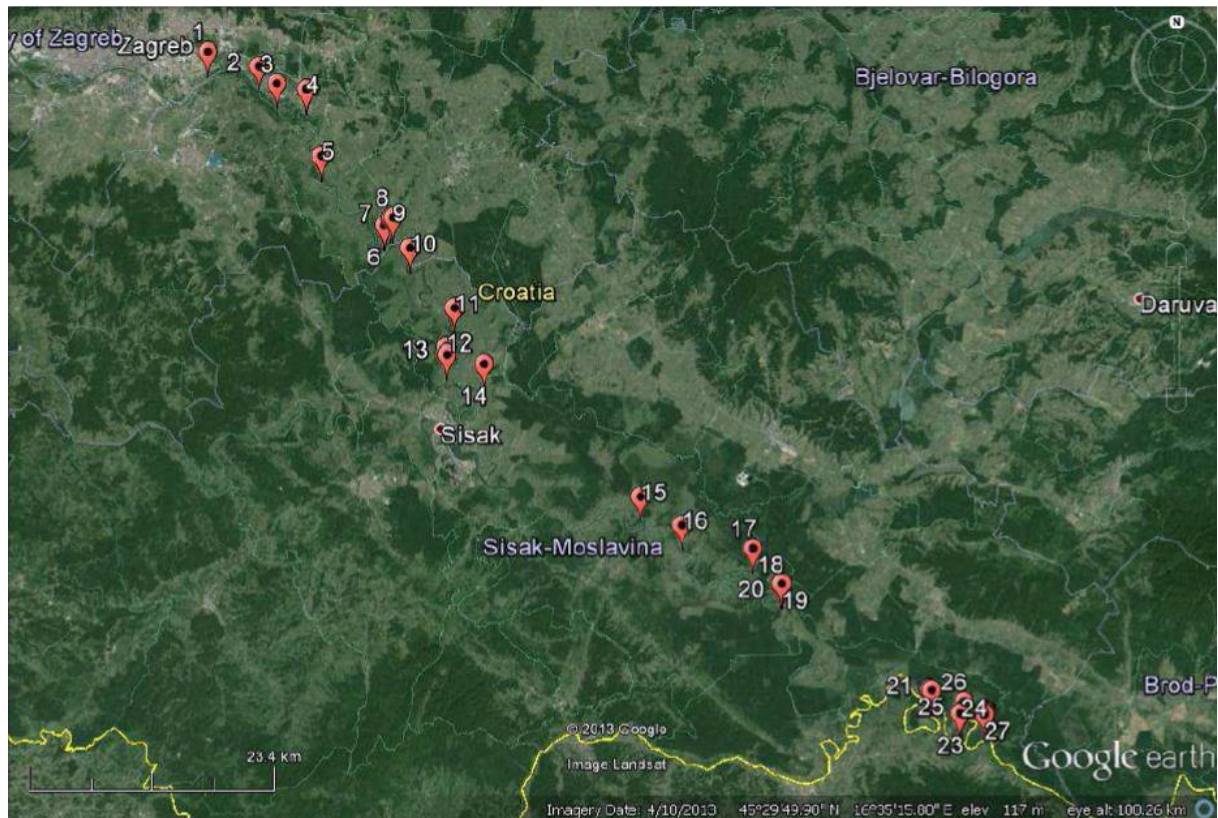 1
y of Zagreb
Zagreb
2
3
4
Bjelovar-Bilogora
N
5
8
7
9
6
10
Croatia
11
Daruva
13
12
14
Sisak
15
16
17
Sisak-Moslavina
18
20
19
21
26
Brod-P
25
24
23
27
© 2013 Google
Image Landsat
23.4 km
Google earth
Imagery Date: 4/10/2013 45°29'49.90" N 16°35'15.80" E elev 117 m eye alt 100.26 km